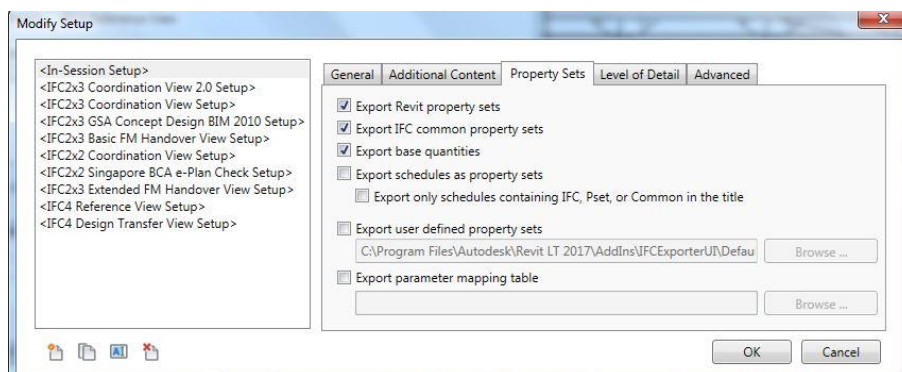 Modify Setup
<In-Session Setup>
<IFC2x3 Coordination View 2.0 Setup>
<IFC2x3 Coordination View Setup>
<IFC2x3 GSA Concept Design BIM 2010 Setup>
<IFC2x3 Basic FM Handover View Setup>
<IFC2x2 Coordination View Setup>
<IFC2x2 Singapore BCA e-Plan Check Setup>
<IFC2x3 Extended FM Handover View Setup>
<IFC4 Reference View Setup>
<IFC4 Design Transfer View Setup>
General Additional Content Property Sets Level of Detail Advanced
Export Revit property sets
Export IFC common property sets
Export base quantities
Export schedules as property sets
Export only schedules containing IFC, Pset, or Common in the title
Export user defined property sets
C:\Program Files\Autodesk\Revit LT 2017\AddIns\IFCExporterUI\Defau Browse ...
Export parameter mapping table
Browse ...
OK Cancel